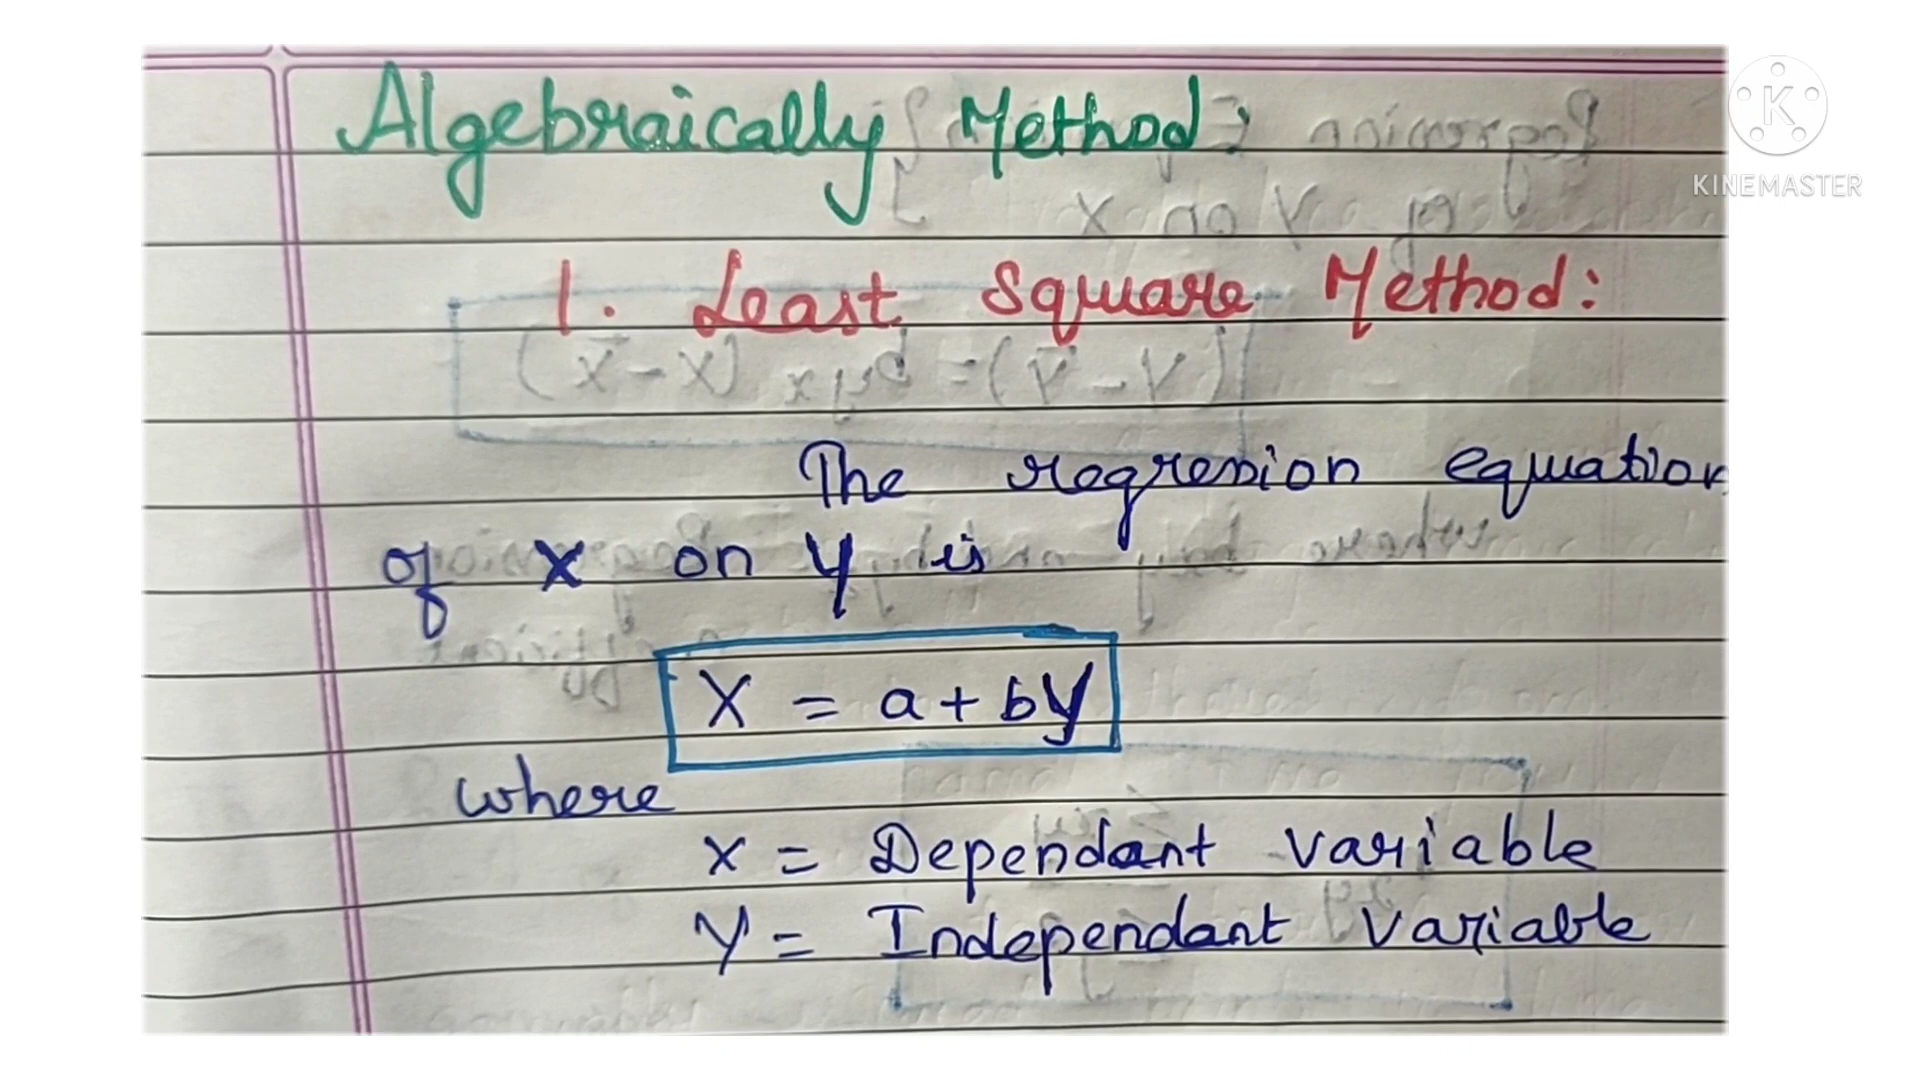 Algebraically Method:
1. Least Square Method:
The regression equation
of X on Y is
X = a + bY
where
X = Dependant variable
Y = Independant variable
K
KINEMASTER